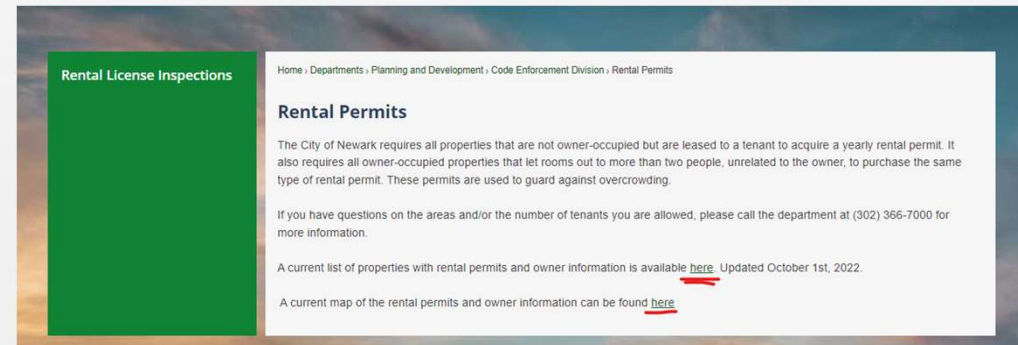 Rental License Inspections
Home › Departments › Planning and Development › Code Enforcement Division › Rental Permits
Rental Permits
The City of Newark requires all properties that are not owner-occupied but are leased to a tenant to acquire a yearly rental permit. It
also requires all owner-occupied properties that let rooms out to more than two people, unrelated to the owner, to purchase the same
type of rental permit. These permits are used to guard against overcrowding.
If you have questions on the areas and/or the number of tenants you are allowed, please call the department at (302) 366-7000 for
more information.
A current list of properties with rental permits and owner information is available here. Updated October 1st, 2022.
A current map of the rental permits and owner information can be found here